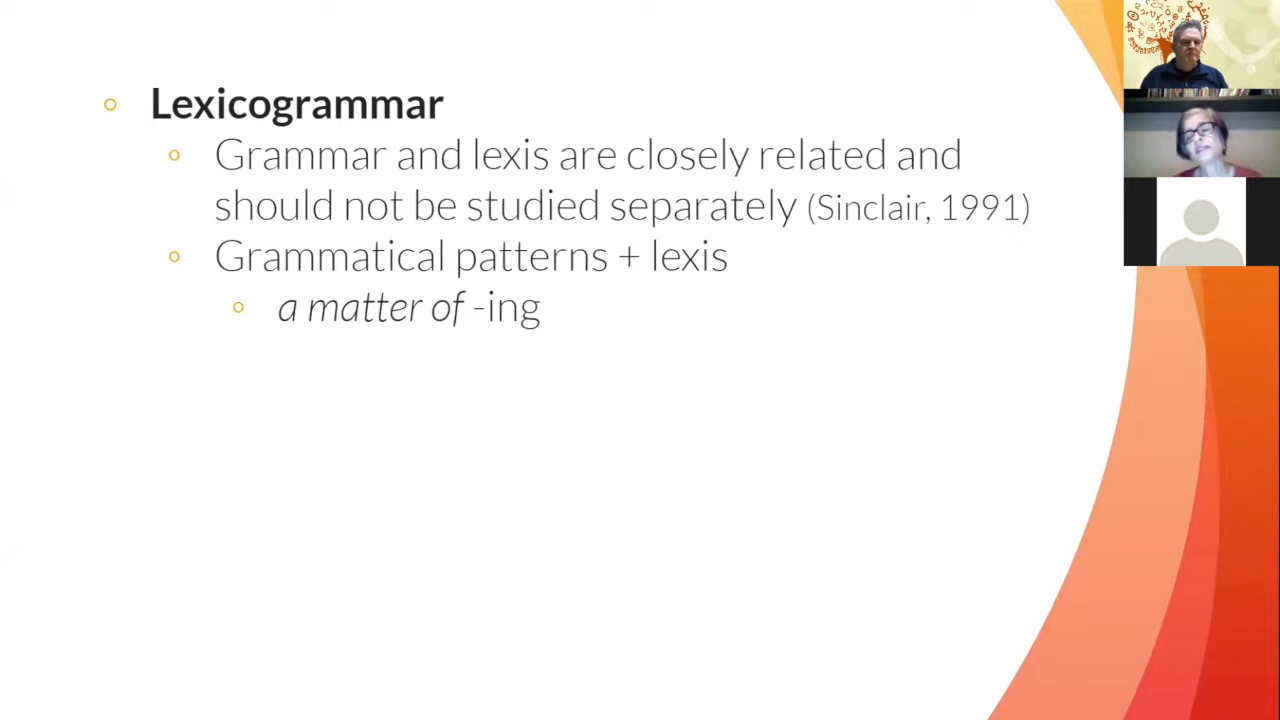 Lexicogrammar
Grammar and lexis are closely related and
should not be studied separately (Sinclair, 1991)
Grammatical patterns + lexis
a matter of -ing